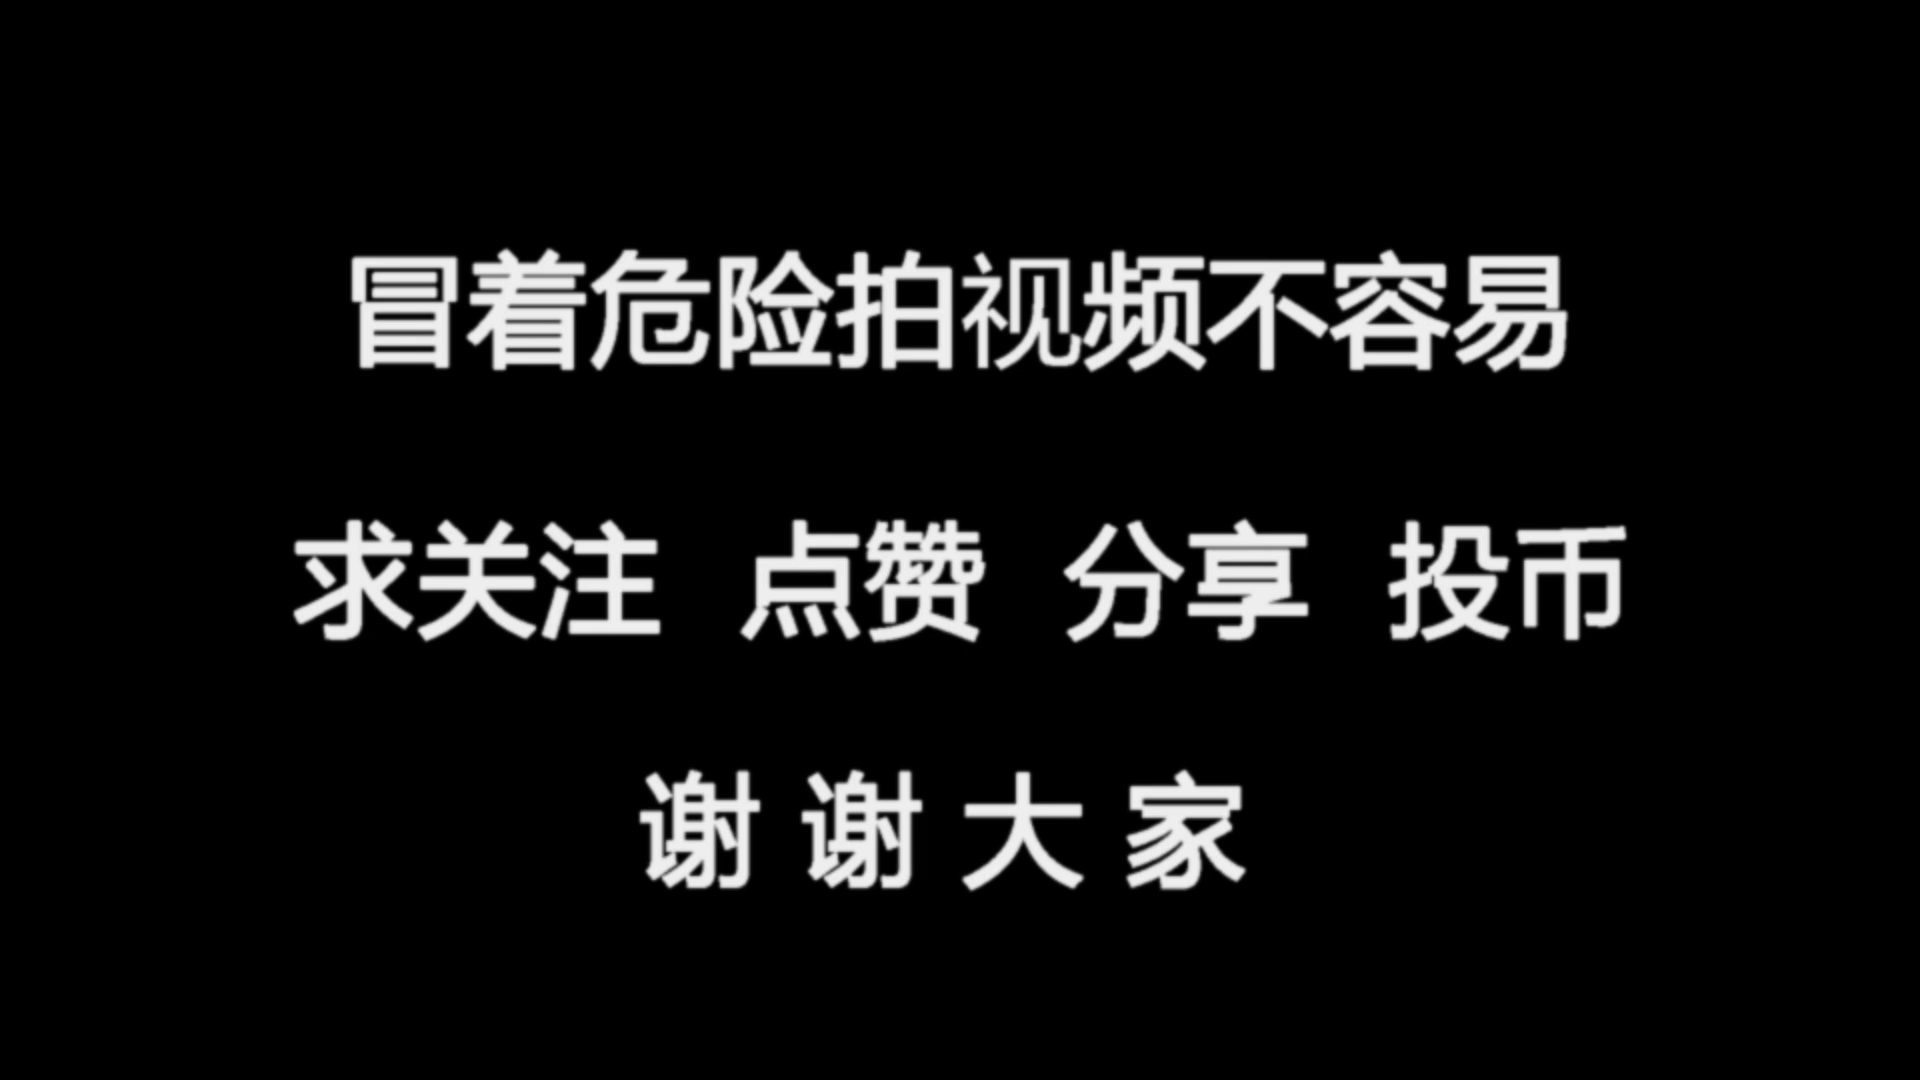 冒着危险拍视频不容易
求关注 点赞 分享 投币
谢谢大家